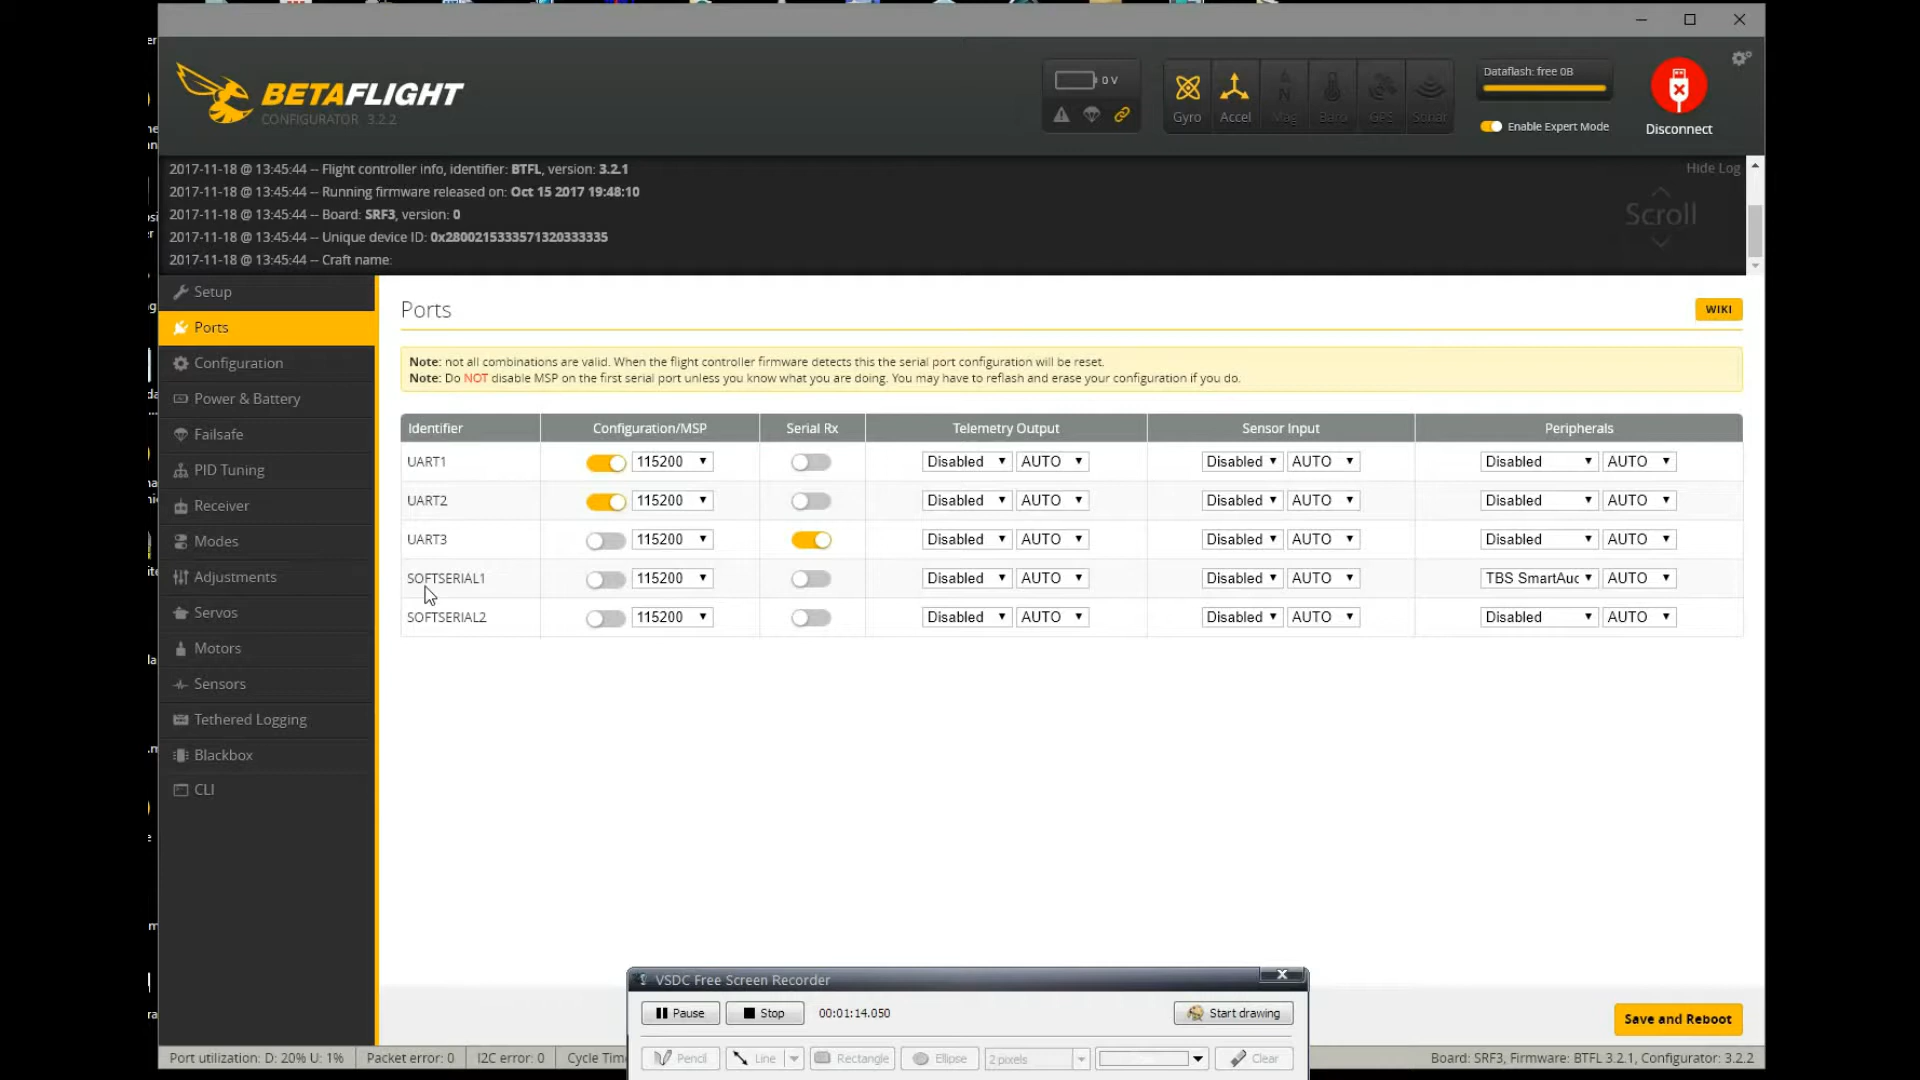 BETAFLIGHT
CONFIGURATOR 3.2.2
0 V
Gyro
Accel
Mag
Baro
GPS
Sonar
Dataflash: free 0B
Enable Expert Mode
Disconnect
2017-11-18 @ 13:45:44 -- Flight controller info, identifier: BTFL, version: 3.2.1
2017-11-18 @ 13:45:44 -- Running firmware released on: Oct 15 2017 19:48:10
2017-11-18 @ 13:45:44 -- Board: SRF3, version: 0
2017-11-18 @ 13:45:44 -- Unique device ID: 0x2800215333571320333335
2017-11-18 @ 13:45:44 -- Craft name:
Hide Log
Scroll
Setup
Ports
Configuration
Power & Battery
Failsafe
PID Tuning
Receiver
Modes
Adjustments
Servos
Motors
Sensors
Tethered Logging
Blackbox
CLI
Ports
WIKI
Note: not all combinations are valid. When the flight controller firmware detects this the serial port configuration will be reset.
Note: Do NOT disable MSP on the first serial port unless you know what you are doing. You may have to reflash and erase your configuration if you do.
Identifier Configuration/MSP Serial Rx Telemetry Output Sensor Input Peripherals
UART1 115200 Disabled AUTO Disabled AUTO Disabled AUTO
UART2 115200 Disabled AUTO Disabled AUTO Disabled AUTO
UART3 115200 Disabled AUTO Disabled AUTO Disabled AUTO
SOFTSERIAL1 115200 Disabled AUTO Disabled AUTO TBS SmartAuc AUTO
SOFTSERIAL2 115200 Disabled AUTO Disabled AUTO Disabled AUTO
Save and Reboot
VSDC Free Screen Recorder
Pause Stop 00:01:14.050 Start drawing
Pencil Line Rectangle Ellipse 2 pixels Clear
Port utilization: D: 20% U: 1% Packet error: 0 I2C error: 0 Cycle Time
Board: SRF3, Firmware: BTFL 3.2.1, Configurator: 3.2.2